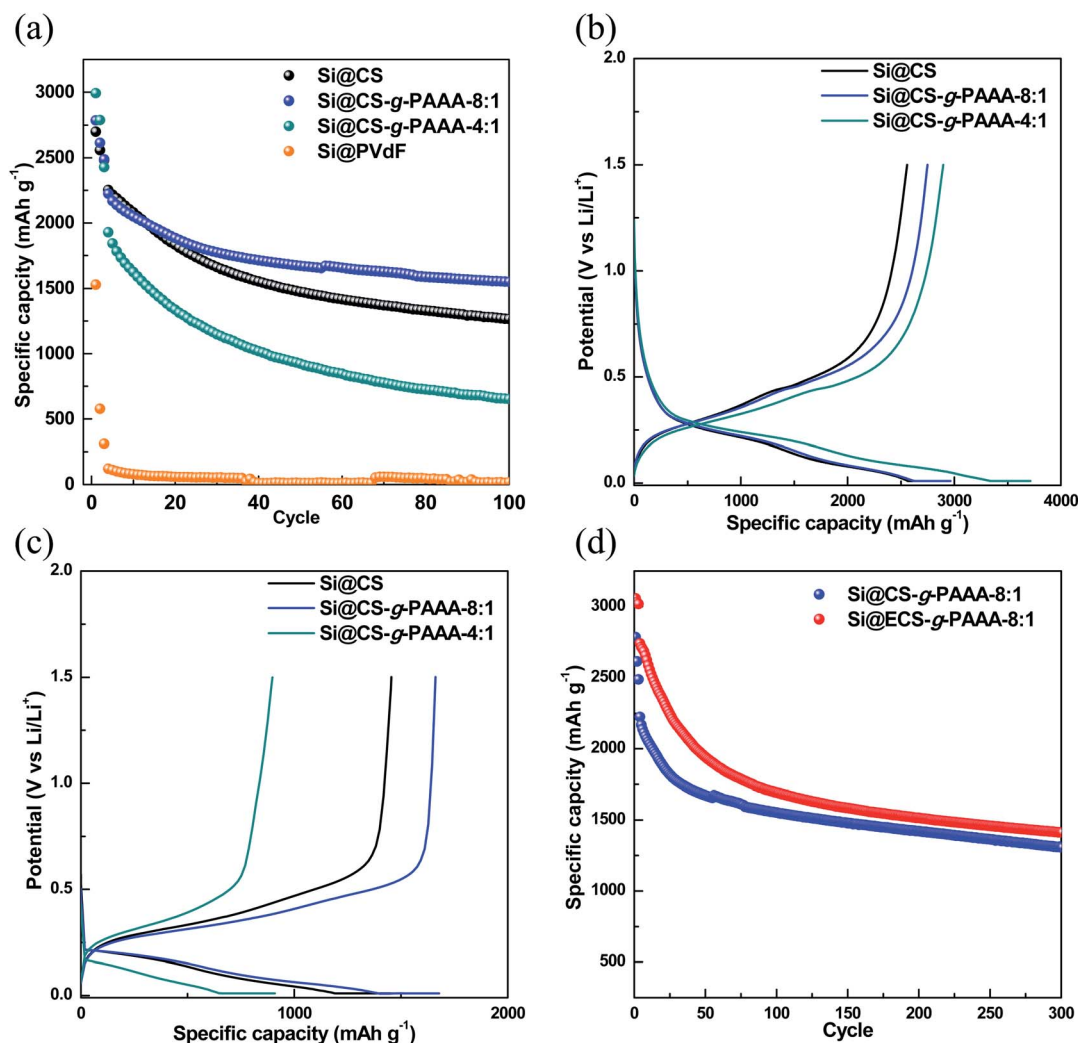 (a)
Specific capcity (mAh g⁻¹)
3000
2500
2000
1500
1000
500
0
Si@CS
Si@CS-g-PAAA-8:1
Si@CS-g-PAAA-4:1
Si@PVdF
0 20 40 60 80 100
Cycle
(b)
Potential (V vs Li/Li⁺)
2.0
1.5
1.0
0.5
0.0
Si@CS
Si@CS-g-PAAA-8:1
Si@CS-g-PAAA-4:1
0 1000 2000 3000 4000
Specific capacity (mAh g⁻¹)
(c)
Potential (V vs Li/Li⁺)
2.0
1.5
1.0
0.5
0.0
Si@CS
Si@CS-g-PAAA-8:1
Si@CS-g-PAAA-4:1
0 1000 2000
Specific capacity (mAh g⁻¹)
(d)
Specific capcity (mAh g⁻¹)
3000
2500
2000
1500
1000
500
Si@CS-g-PAAA-8:1
Si@ECS-g-PAAA-8:1
0 50 100 150 200 250 300
Cycle